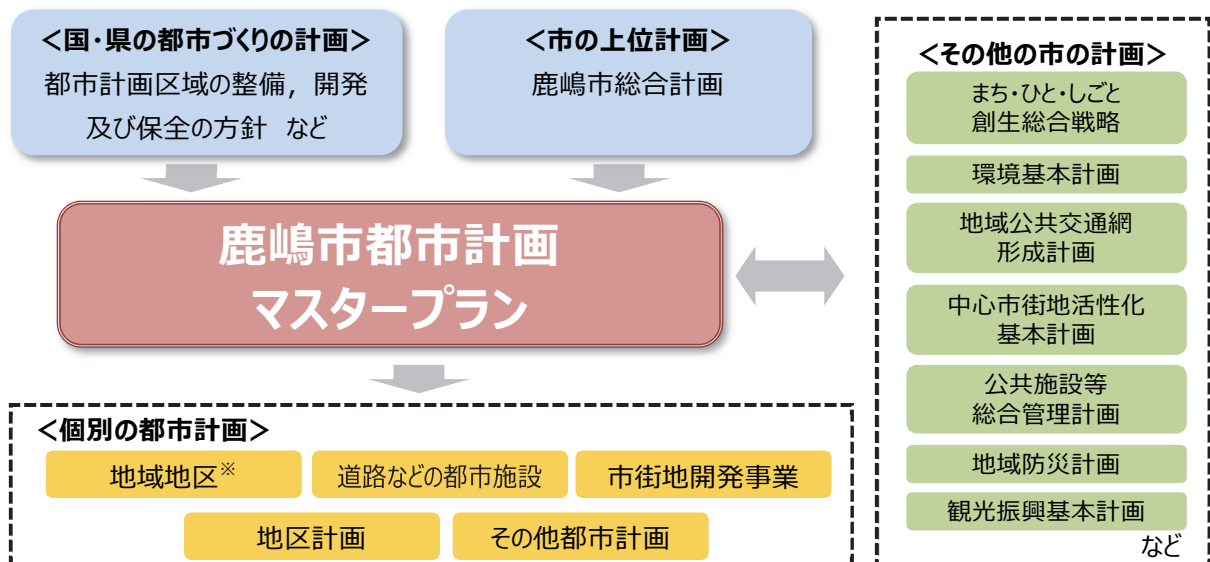 ＜国・県の都市づくりの計画＞
都市計画区域の整備，開発
及び保全の方針　など
＜市の上位計画＞
鹿嶋市総合計画
鹿嶋市都市計画
マスタープラン
＜個別の都市計画＞
地域地区※
道路などの都市施設
市街地開発事業
地区計画
その他都市計画
＜その他の市の計画＞
まち・ひと・しごと
創生総合戦略
環境基本計画
地域公共交通網
形成計画
中心市街地活性化
基本計画
公共施設等
総合管理計画
地域防災計画
観光振興基本計画
など